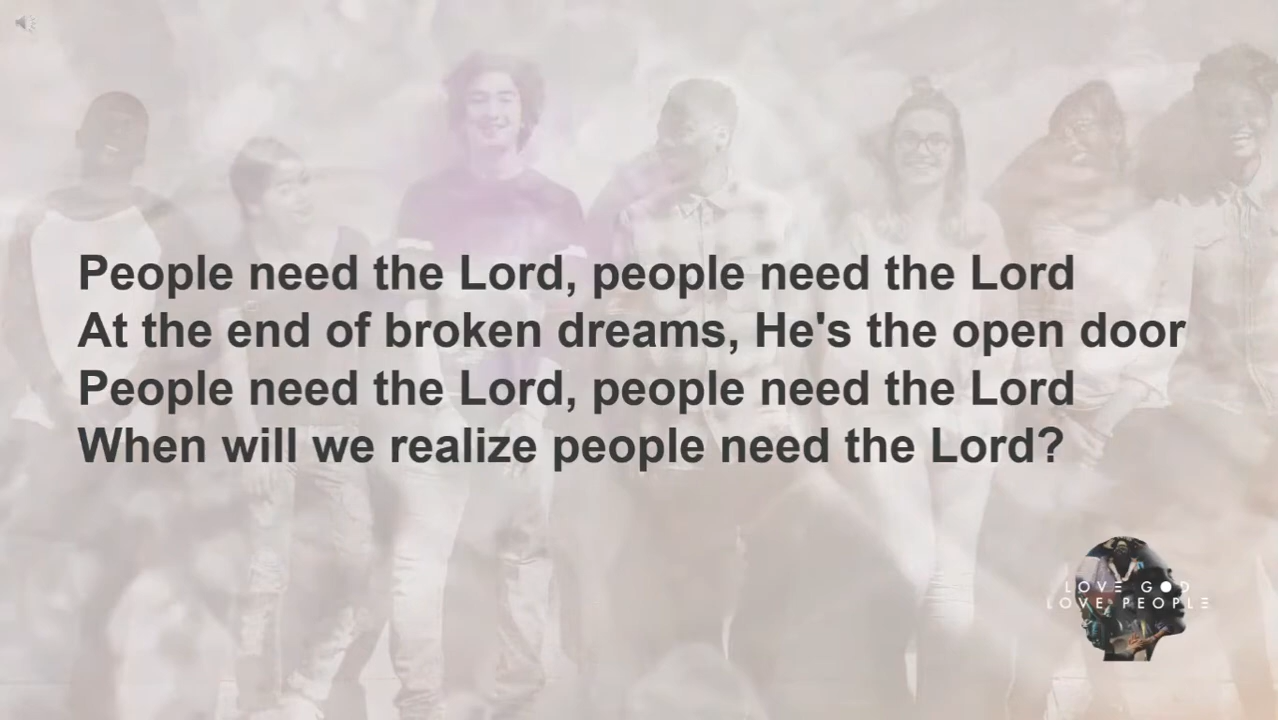 People need the Lord, people need the Lord
At the end of broken dreams, He's the open door
People need the Lord, people need the Lord
When will we realize people need the Lord?
LOVE GOD
LOVE PEOPLE